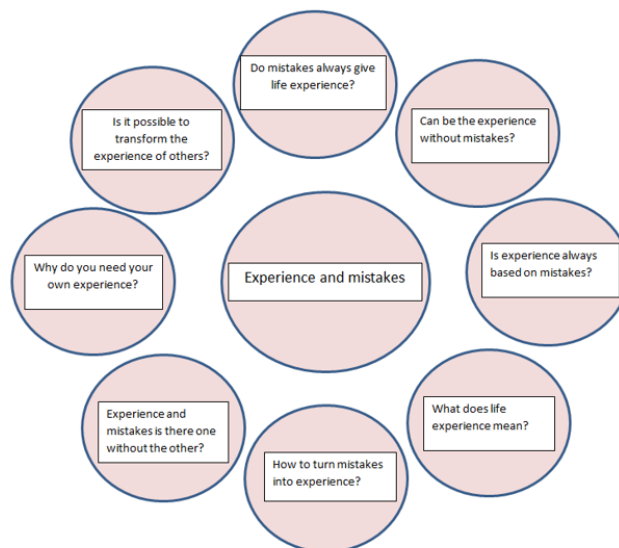 Do mistakes always give
life experience?
Is it possible to
transform the
experience of others?
Can be the experience
without mistakes?
Why do you need your
own experience?
Experience and mistakes
Is experience always
based on mistakes?
Experience and
mistakes is there one
without the other?
What does life
experience mean?
How to turn mistakes
into experience?